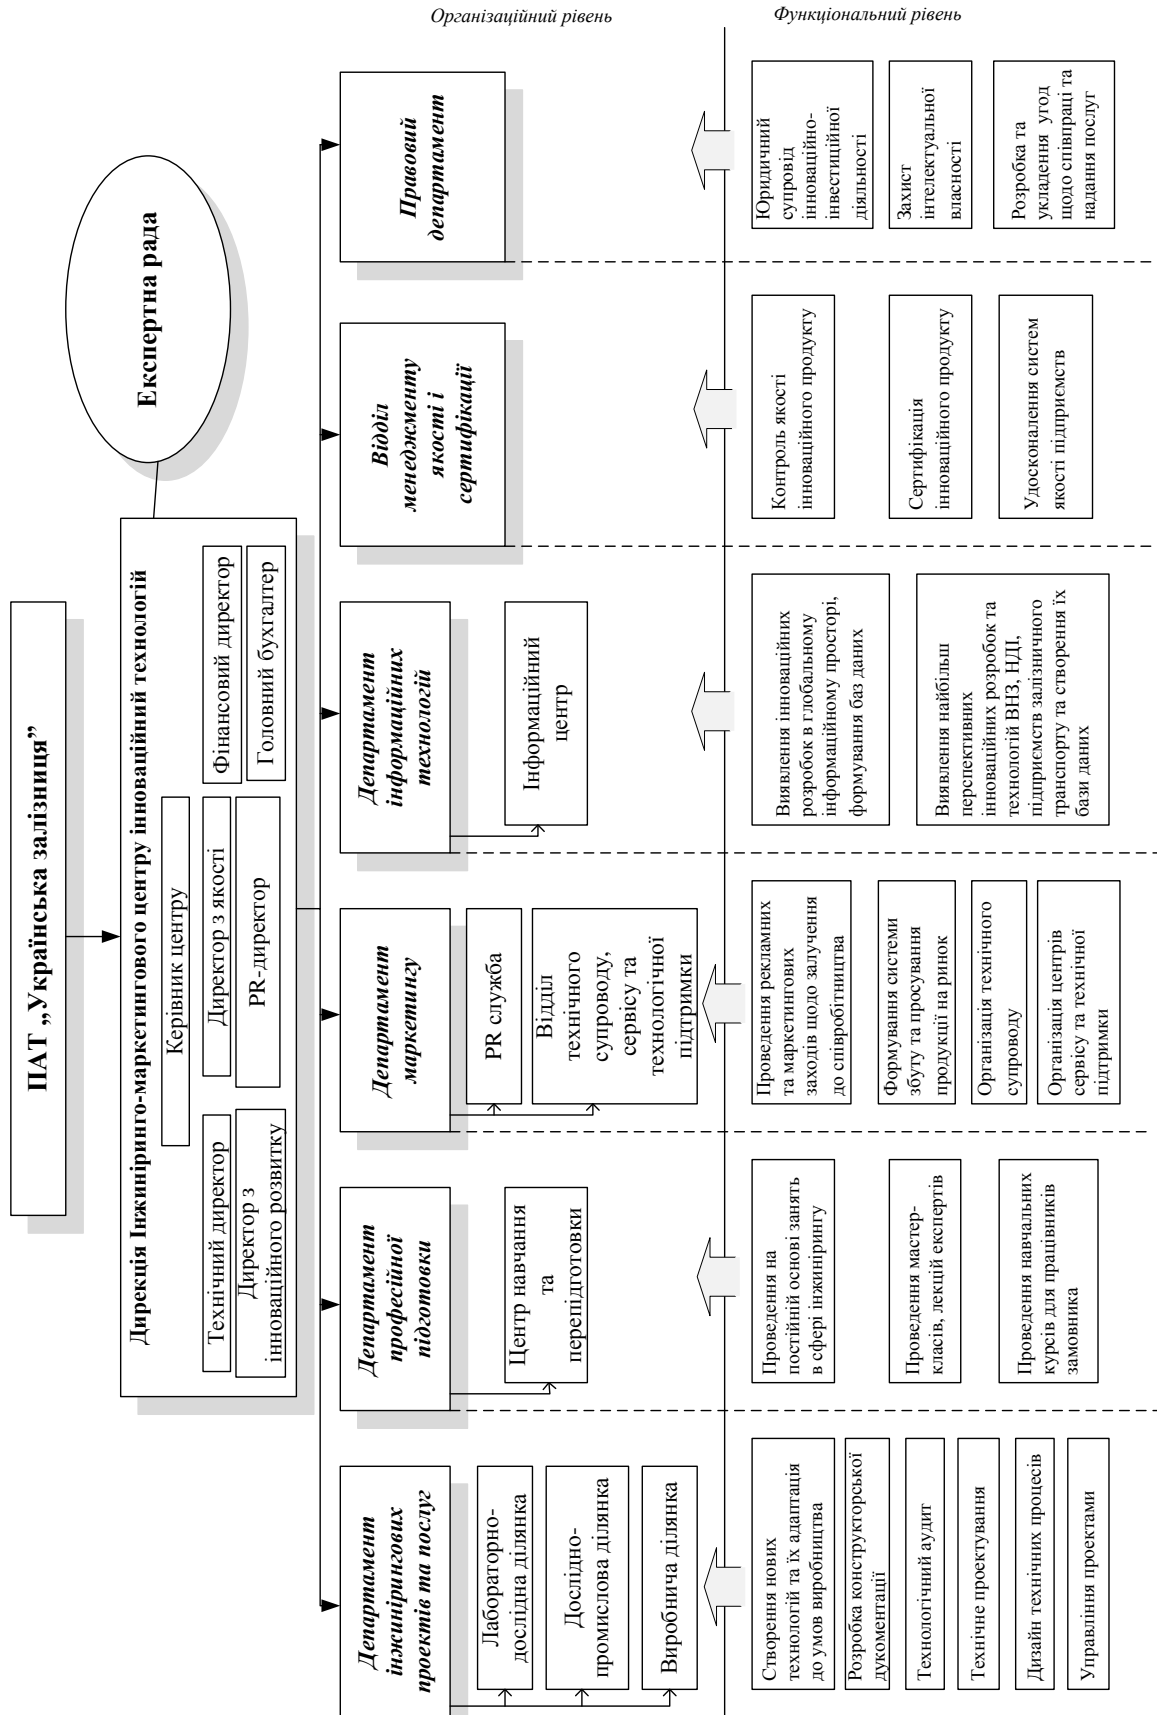 ПАТ „Українська залізниця”
Дирекція Інжинірингo-маркетингового центру інноваційний технологій
Керівник центру
Технічний директор
Директор з якості
Фінансовий директор
Директор з
інноваційного розвитку
PR-директор
Головний бухгалтер
Експертна рада
Організаційний рівень
Департамент
інжинірингових
проектів та послуг
Лабораторно-
дослідна ділянка
Дослідно-
промислова ділянка
Виробнича ділянка
Департамент
професійної
підготовки
Центр навчання
та
перепідготовки
Департамент
маркетингу
PR служба
Відділ
технічного
супроводу,
сервісу та
технологічної
підтримки
Департамент
інформаційних
технологій
Інформаційний
центр
Відділ
менеджменту
якості і
сертифікації
Правовий
департамент
Функціональний рівень
Створення нових
технологій та їх адаптація
до умов виробництва
Розробка конструкторської
дукоментації
Технологічний аудит
Технічне проектування
Дизайн технічних процесів
Управління проектами
Проведення на
постійній основі занять
в сфері інжинірингу
Проведення мастер-
класів, лекцій експертів
Проведення навчальних
курсів для працівників
замовника
Проведення рекламних
та маркетингових
заходів щодо залучення
до співробітництва
Формування системи
збуту та просування
продукції на ринок
Організація технічного
супроводу
Організація центрів
сервісу та технічної
підтримки
Виявлення інноваційних
розробок в глобальному
інформаційному просторі,
формування баз даних
Виявлення найбільш
перспективних
інноваційних розробок та
технологій ВНЗ, НДІ,
підприємств залізничного
транспорту та створення їх
бази даних
Контроль якості
інноваційного продукту
Сертифікація
інноваційного продукту
Удосконалення систем
якості підприємств
Юридичний
супровід
інноваційно-
інвестиційної
діяльності
Захист
інтелектуальної
власності
Розробка та
укладення угод
щодо співпраці та
надання послуг